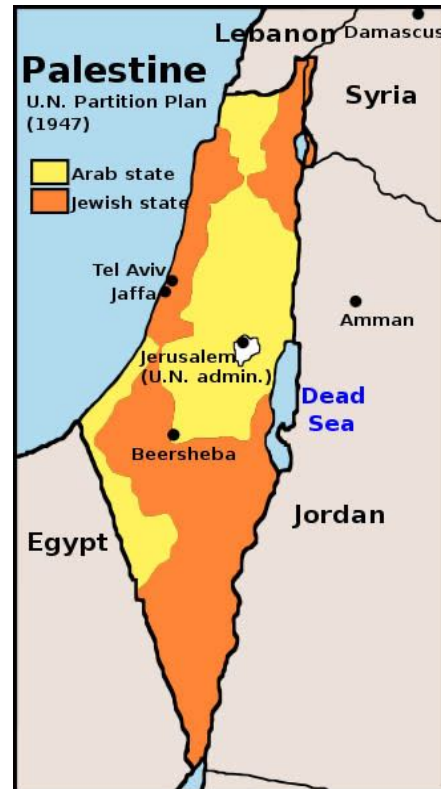 Lebanon
Damascus
Palestine
U.N. Partition Plan
(1947)
Syria
Arab state
Jewish state
Tel Aviv
Jaffa
Amman
Jerusalem
(U.N. admin.)
Dead
Sea
Beersheba
Egypt
Jordan